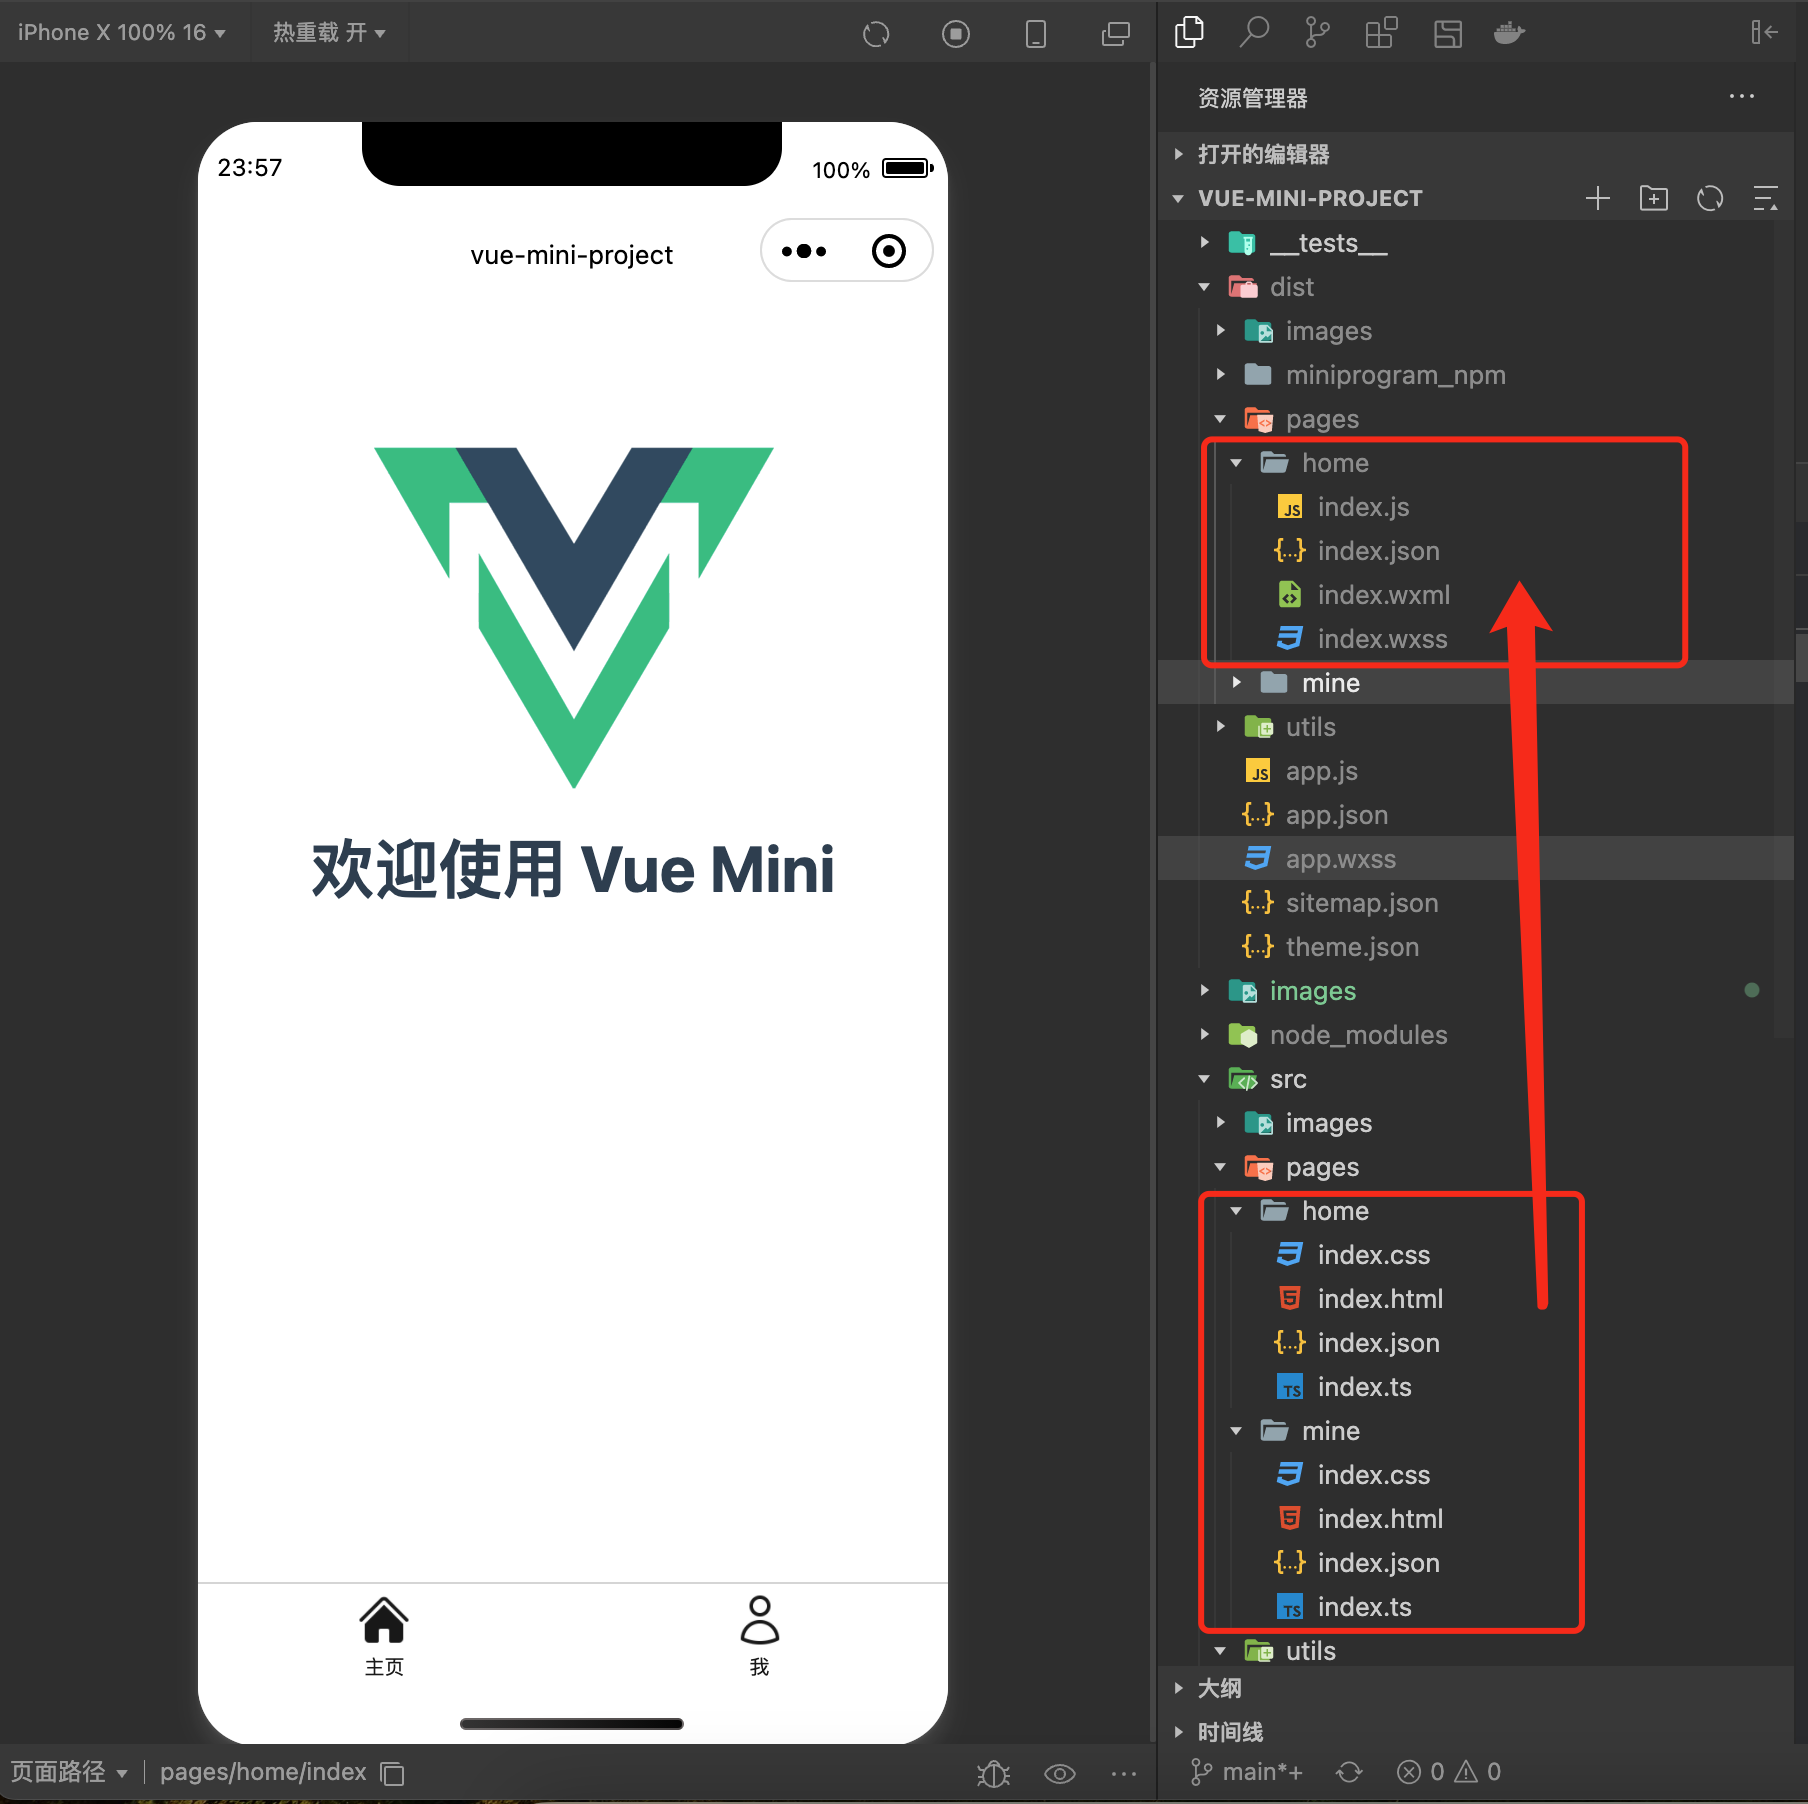 iPhone X 100% 16
热重载 开
23:57
100%
vue-mini-project
欢迎使用 Vue Mini
主页
我
页面路径
pages/home/index
资源管理器
打开的编辑器
VUE-MINI-PROJECT
__tests__
dist
images
miniprogram_npm
pages
home
JS index.js
{..} index.json
index.wxml
index.wxss
mine
utils
JS app.js
{..} app.json
app.wxss
{..} sitemap.json
{..} theme.json
images
node_modules
src
images
pages
home
index.css
index.html
{..} index.json
TS index.ts
mine
index.css
index.html
{..} index.json
TS index.ts
utils
大纲
时间线
main*+
0
0